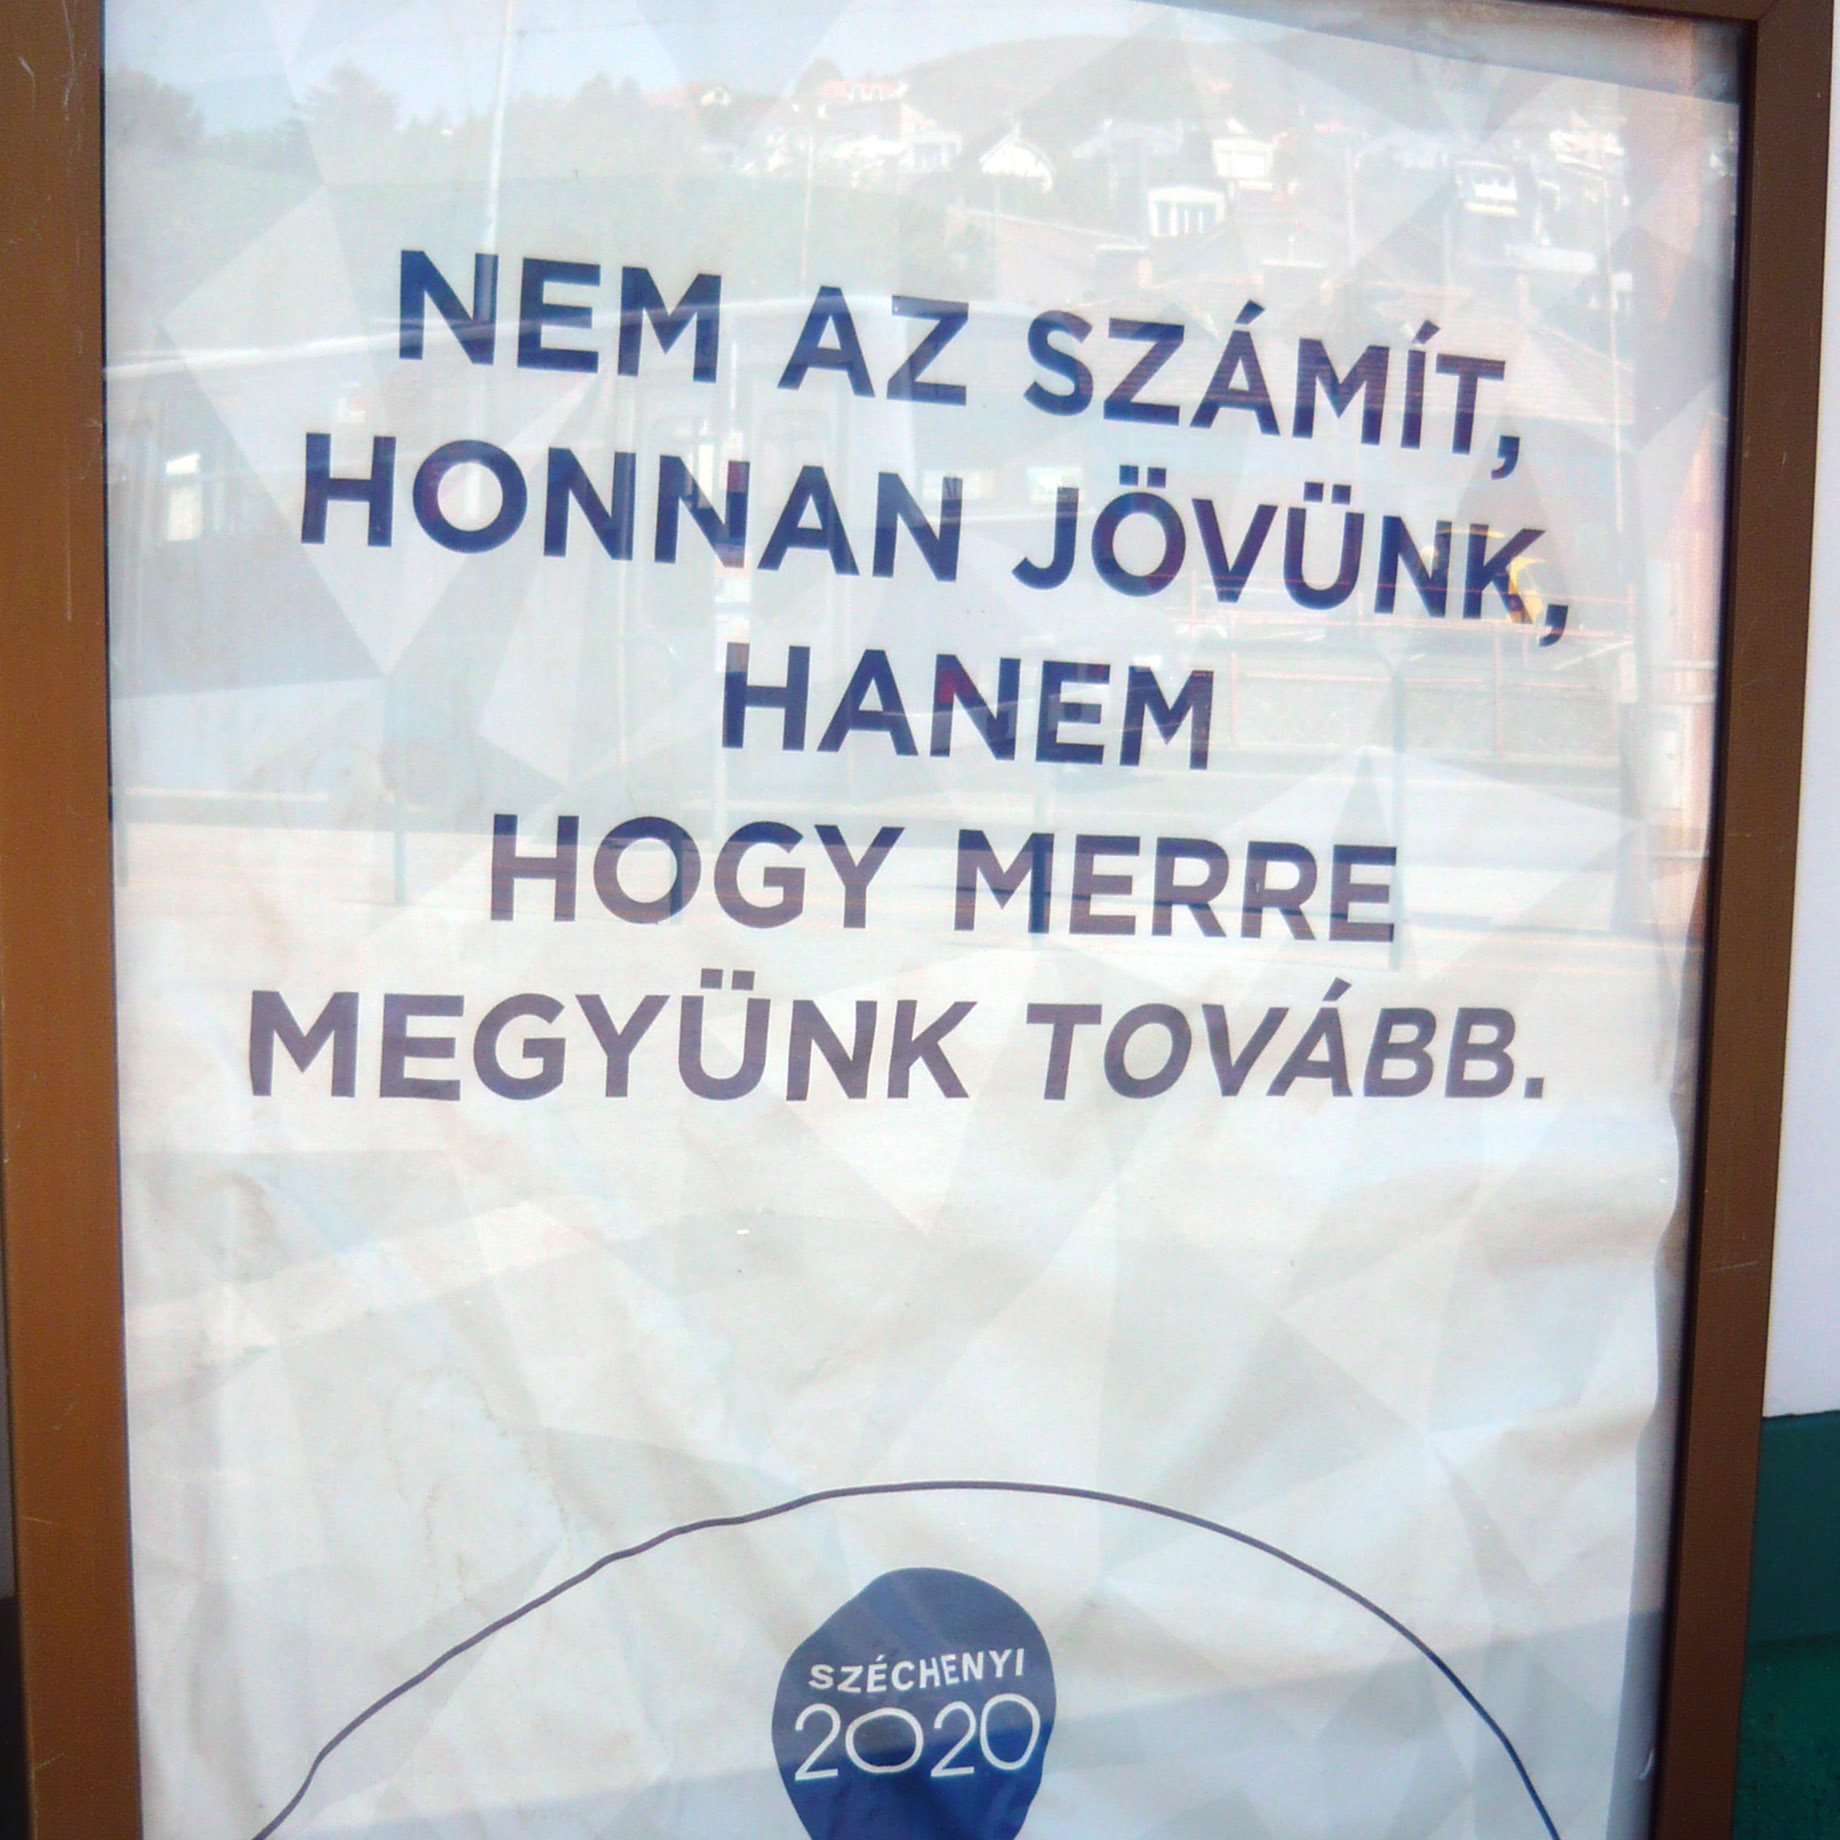 NEM AZ SZÁMÍT,
HONNAN JÖVÜNK,
HANEM
HOGY MERRE
MEGYÜNK TOVÁBB.
SZÉCHENYI
2020